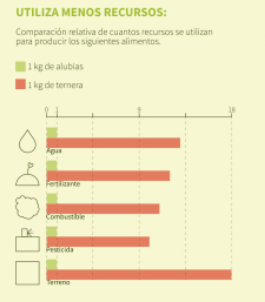 UTILIZA MENOS RECURSOS:
Comparación relativa de cuantos recursos se utilizan
para producir los siguientes alimentos.
1 kg de alubias
1 kg de ternera
0 1 9 18
Agua
Fertilizante
Combustible
Pesticida
Terreno